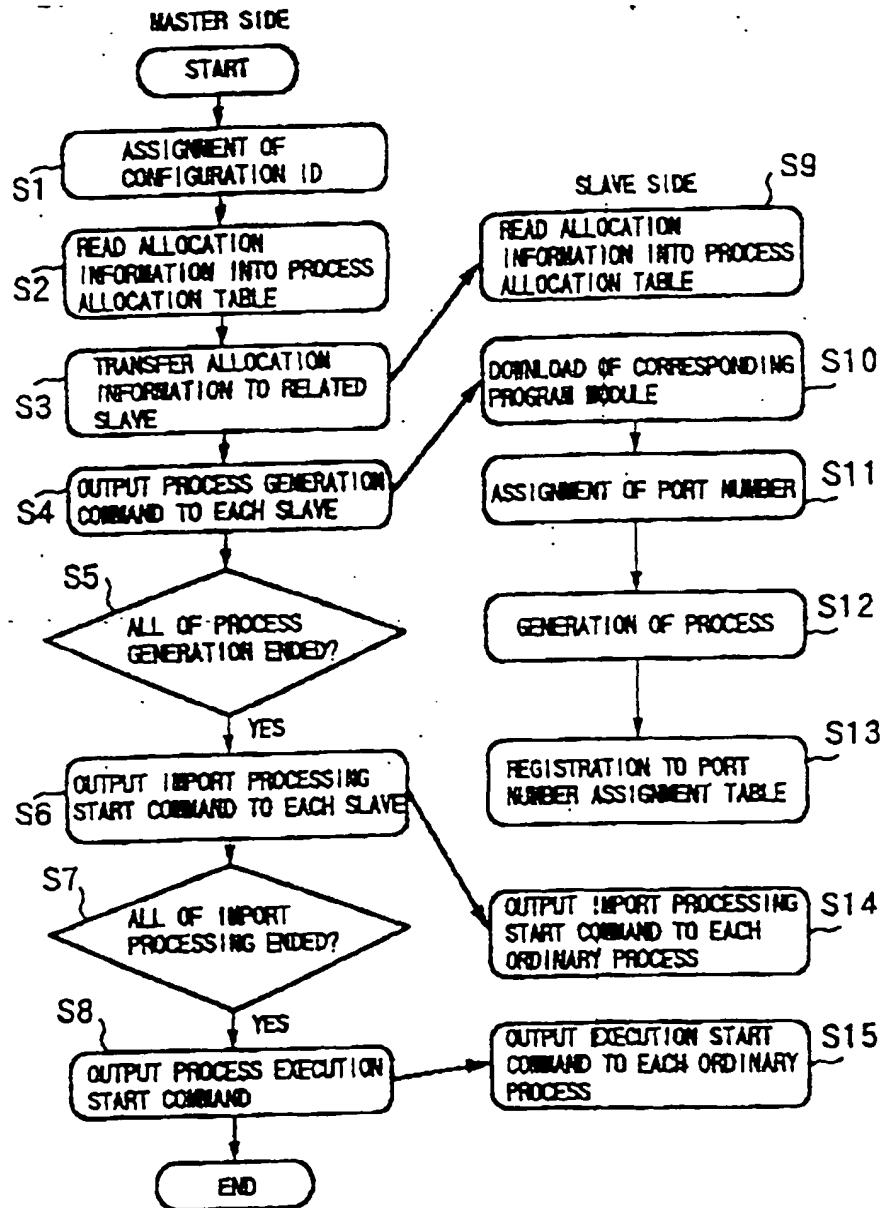 MASTER SIDE
START
S1
ASSIGNMENT OF
CONFIGURATION ID
S2
READ ALLOCATION
INFORMATION INTO PROCESS
ALLOCATION TABLE
S3
TRANSFER ALLOCATION
INFORMATION TO RELATED
SLAVE
S4
OUTPUT PROCESS GENERATION
COMMAND TO EACH SLAVE
S5
ALL OF PROCESS
GENERATION ENDED?
YES
S6
OUTPUT IMPORT PROCESSING
START COMMAND TO EACH SLAVE
S7
ALL OF IMPORT
PROCESSING ENDED?
YES
S8
OUTPUT PROCESS EXECUTION
START COMMAND
END
SLAVE SIDE
S9
READ ALLOCATION
INFORMATION INTO PROCESS
ALLOCATION TABLE
S10
DOWNLOAD OF CORRESPONDING
PROGRAM MODULE
S11
ASSIGNMENT OF PORT NUMBER
S12
GENERATION OF PROCESS
S13
REGISTRATION TO PORT
NUMBER ASSIGNMENT TABLE
S14
OUTPUT IMPORT PROCESSING
START COMMAND TO EACH
ORDINARY PROCESS
S15
OUTPUT EXECUTION START
COMMAND TO EACH ORDINARY
PROCESS